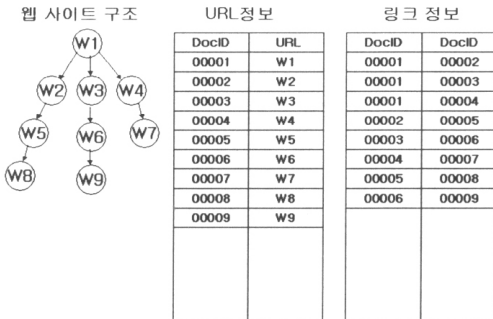 웹 사이트 구조
W1
W2 W3 W4
W5 W6 W7
W8 W9
URL정보
DocID URL
00001 W1
00002 W2
00003 W3
00004 W4
00005 W5
00006 W6
00007 W7
00008 W8
00009 W9
링크 정보
DocID DocID
00001 00002
00001 00003
00001 00004
00002 00005
00003 00006
00004 00007
00005 00008
00006 00009